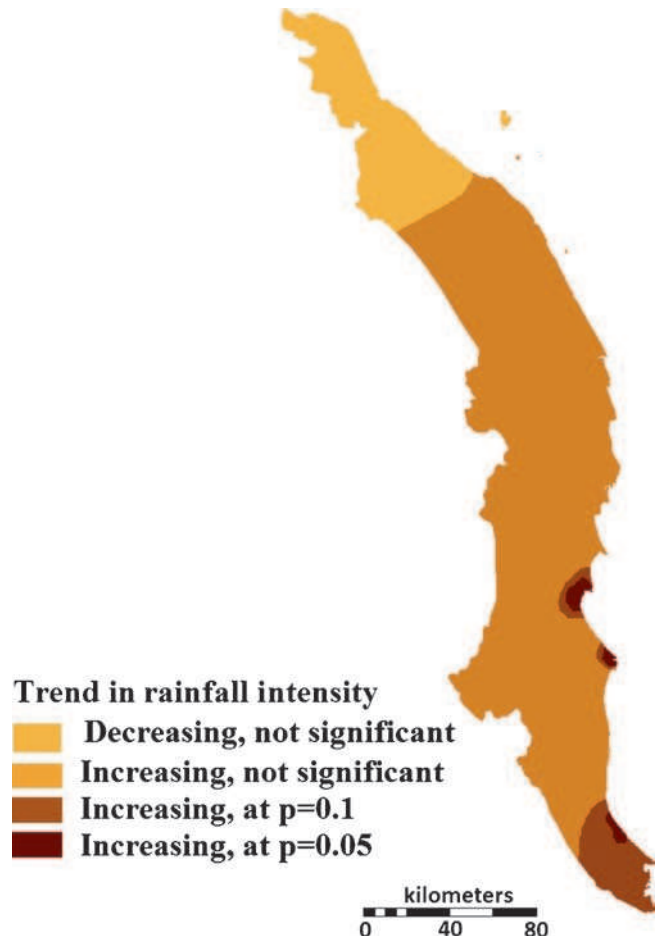 Trend in rainfall intensity
Decreasing, not significant
Increasing, not significant
Increasing, at p=0.1
Increasing, at p=0.05
kilometers
0 40 80